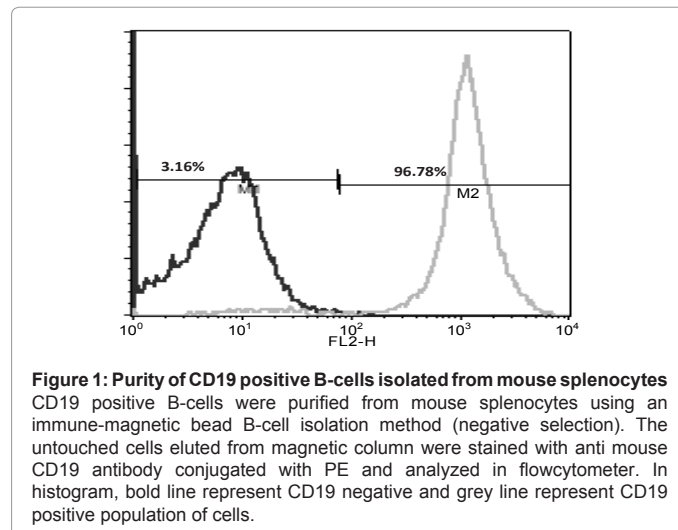 3.16%
96.78%
M1
M2
10⁰
10¹
10²
10³
10⁴
FL2-H
Figure 1: Purity of CD19 positive B-cells isolated from mouse splenocytes
CD19 positive B-cells were purified from mouse splenocytes using an
immune-magnetic bead B-cell isolation method (negative selection). The
untouched cells eluted from magnetic column were stained with anti mouse
CD19 antibody conjugated with PE and analyzed in flowcytometer. In
histogram, bold line represent CD19 negative and grey line represent CD19
positive population of cells.